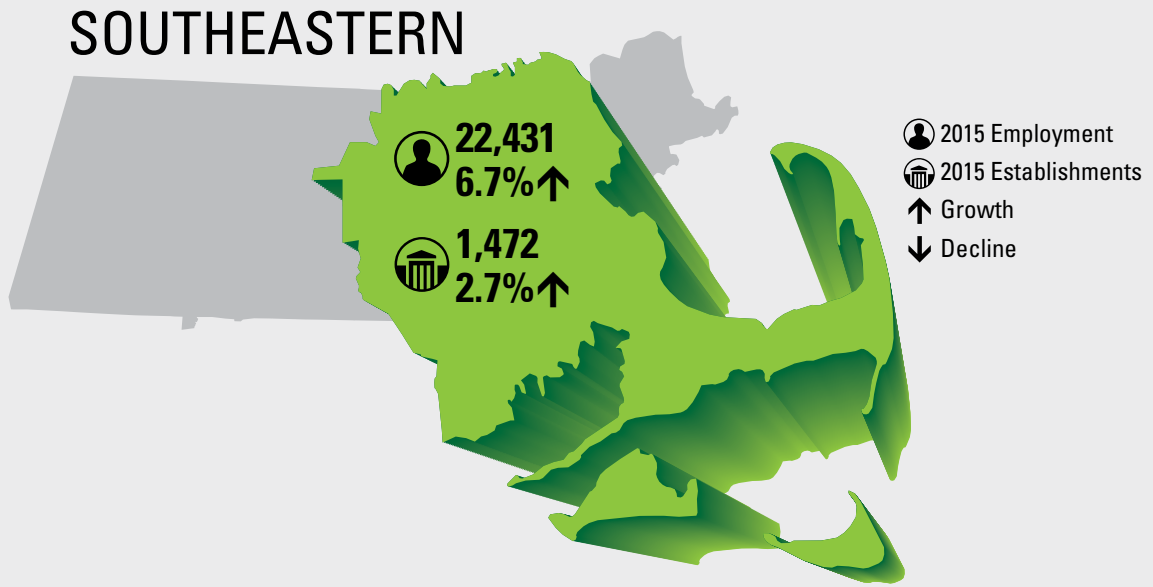 SOUTHEASTERN
22,431
6.7%↑
1,472
2.7%↑
2015 Employment
2015 Establishments
↑ Growth
↓ Decline